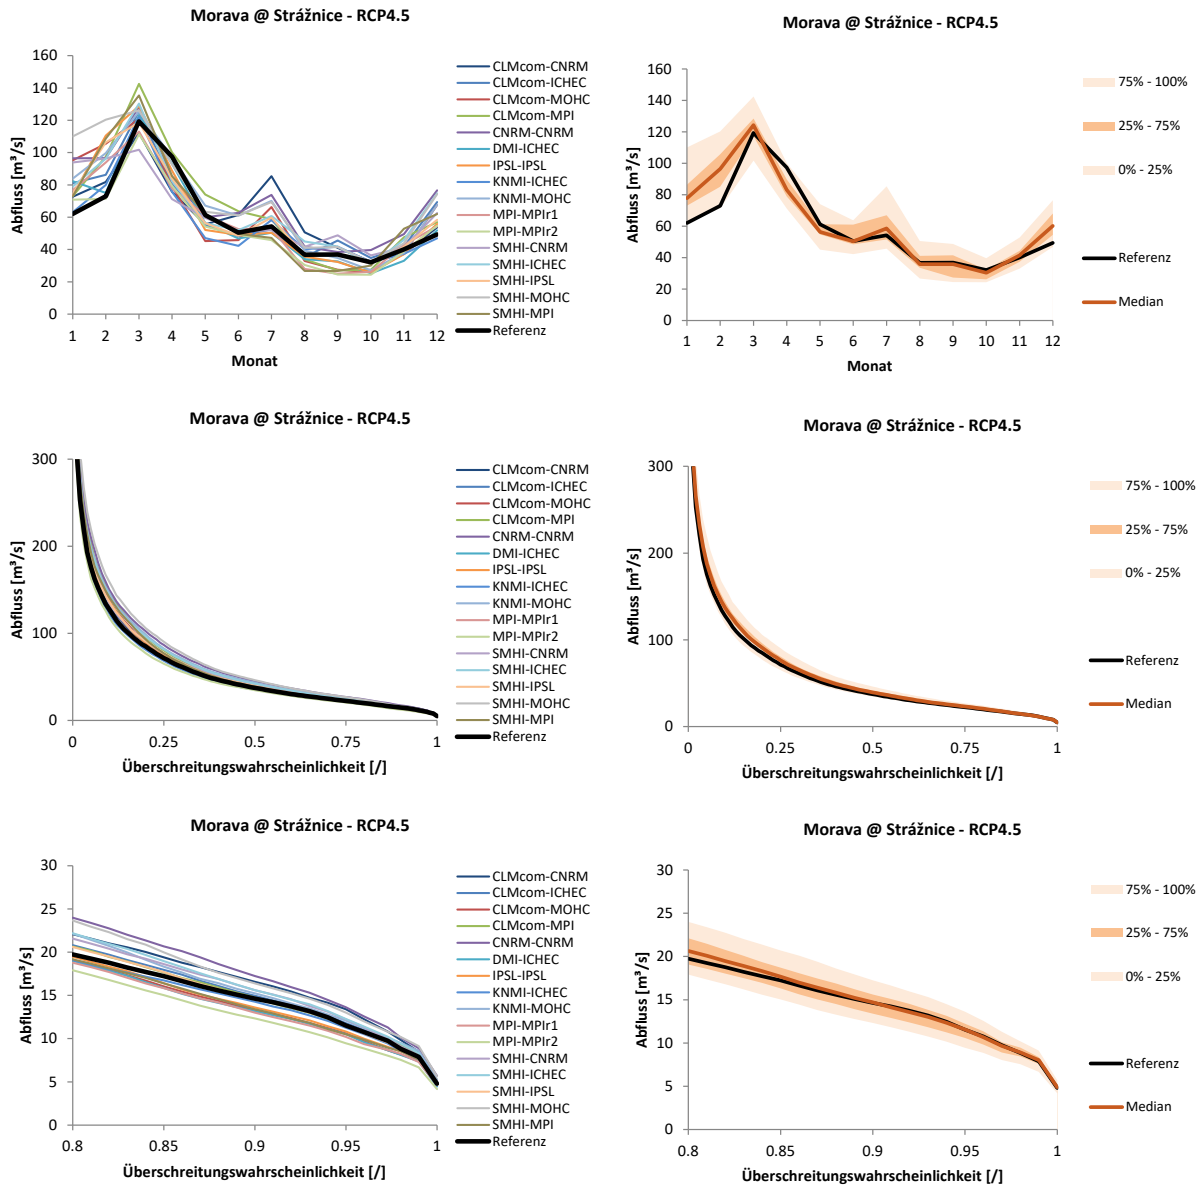 Morava @ Strážnice - RCP4.5
Abfluss [m³/s]
160
140
120
100
80
60
40
20
0
1 2 3 4 5 6 7 8 9 10 11 12
Monat
CLMcom-CNRM
CLMcom-ICHEC
CLMcom-MOHC
CLMcom-MPI
CNRM-CNRM
DMI-ICHEC
IPSL-IPSL
KNMI-ICHEC
KNMI-MOHC
MPI-MPIr1
MPI-MPIr2
SMHI-CNRM
SMHI-ICHEC
SMHI-IPSL
SMHI-MOHC
SMHI-MPI
Referenz
Morava @ Strážnice - RCP4.5
Abfluss [m³/s]
160
140
120
100
80
60
40
20
0
1 2 3 4 5 6 7 8 9 10 11 12
Monat
75% - 100%
25% - 75%
0% - 25%
Referenz
Median
Morava @ Strážnice - RCP4.5
Abfluss [m³/s]
300
200
100
0
0 0.25 0.5 0.75 1
Überschreitungswahrscheinlichkeit [/]
CLMcom-CNRM
CLMcom-ICHEC
CLMcom-MOHC
CLMcom-MPI
CNRM-CNRM
DMI-ICHEC
IPSL-IPSL
KNMI-ICHEC
KNMI-MOHC
MPI-MPIr1
MPI-MPIr2
SMHI-CNRM
SMHI-ICHEC
SMHI-IPSL
SMHI-MOHC
SMHI-MPI
Referenz
Morava @ Strážnice - RCP4.5
Abfluss [m³/s]
300
200
100
0
0 0.25 0.5 0.75 1
Überschreitungswahrscheinlichkeit [/]
75% - 100%
25% - 75%
0% - 25%
Referenz
Median
Morava @ Strážnice - RCP4.5
Abfluss [m³/s]
30
25
20
15
10
5
0
0.8 0.85 0.9 0.95 1
Überschreitungswahrscheinlichkeit [/]
CLMcom-CNRM
CLMcom-ICHEC
CLMcom-MOHC
CLMcom-MPI
CNRM-CNRM
DMI-ICHEC
IPSL-IPSL
KNMI-ICHEC
KNMI-MOHC
MPI-MPIr1
MPI-MPIr2
SMHI-CNRM
SMHI-ICHEC
SMHI-IPSL
SMHI-MOHC
SMHI-MPI
Referenz
Morava @ Strážnice - RCP4.5
Abfluss [m³/s]
30
25
20
15
10
5
0
0.8 0.85 0.9 0.95 1
Überschreitungswahrscheinlichkeit [/]
75% - 100%
25% - 75%
0% - 25%
Referenz
Median